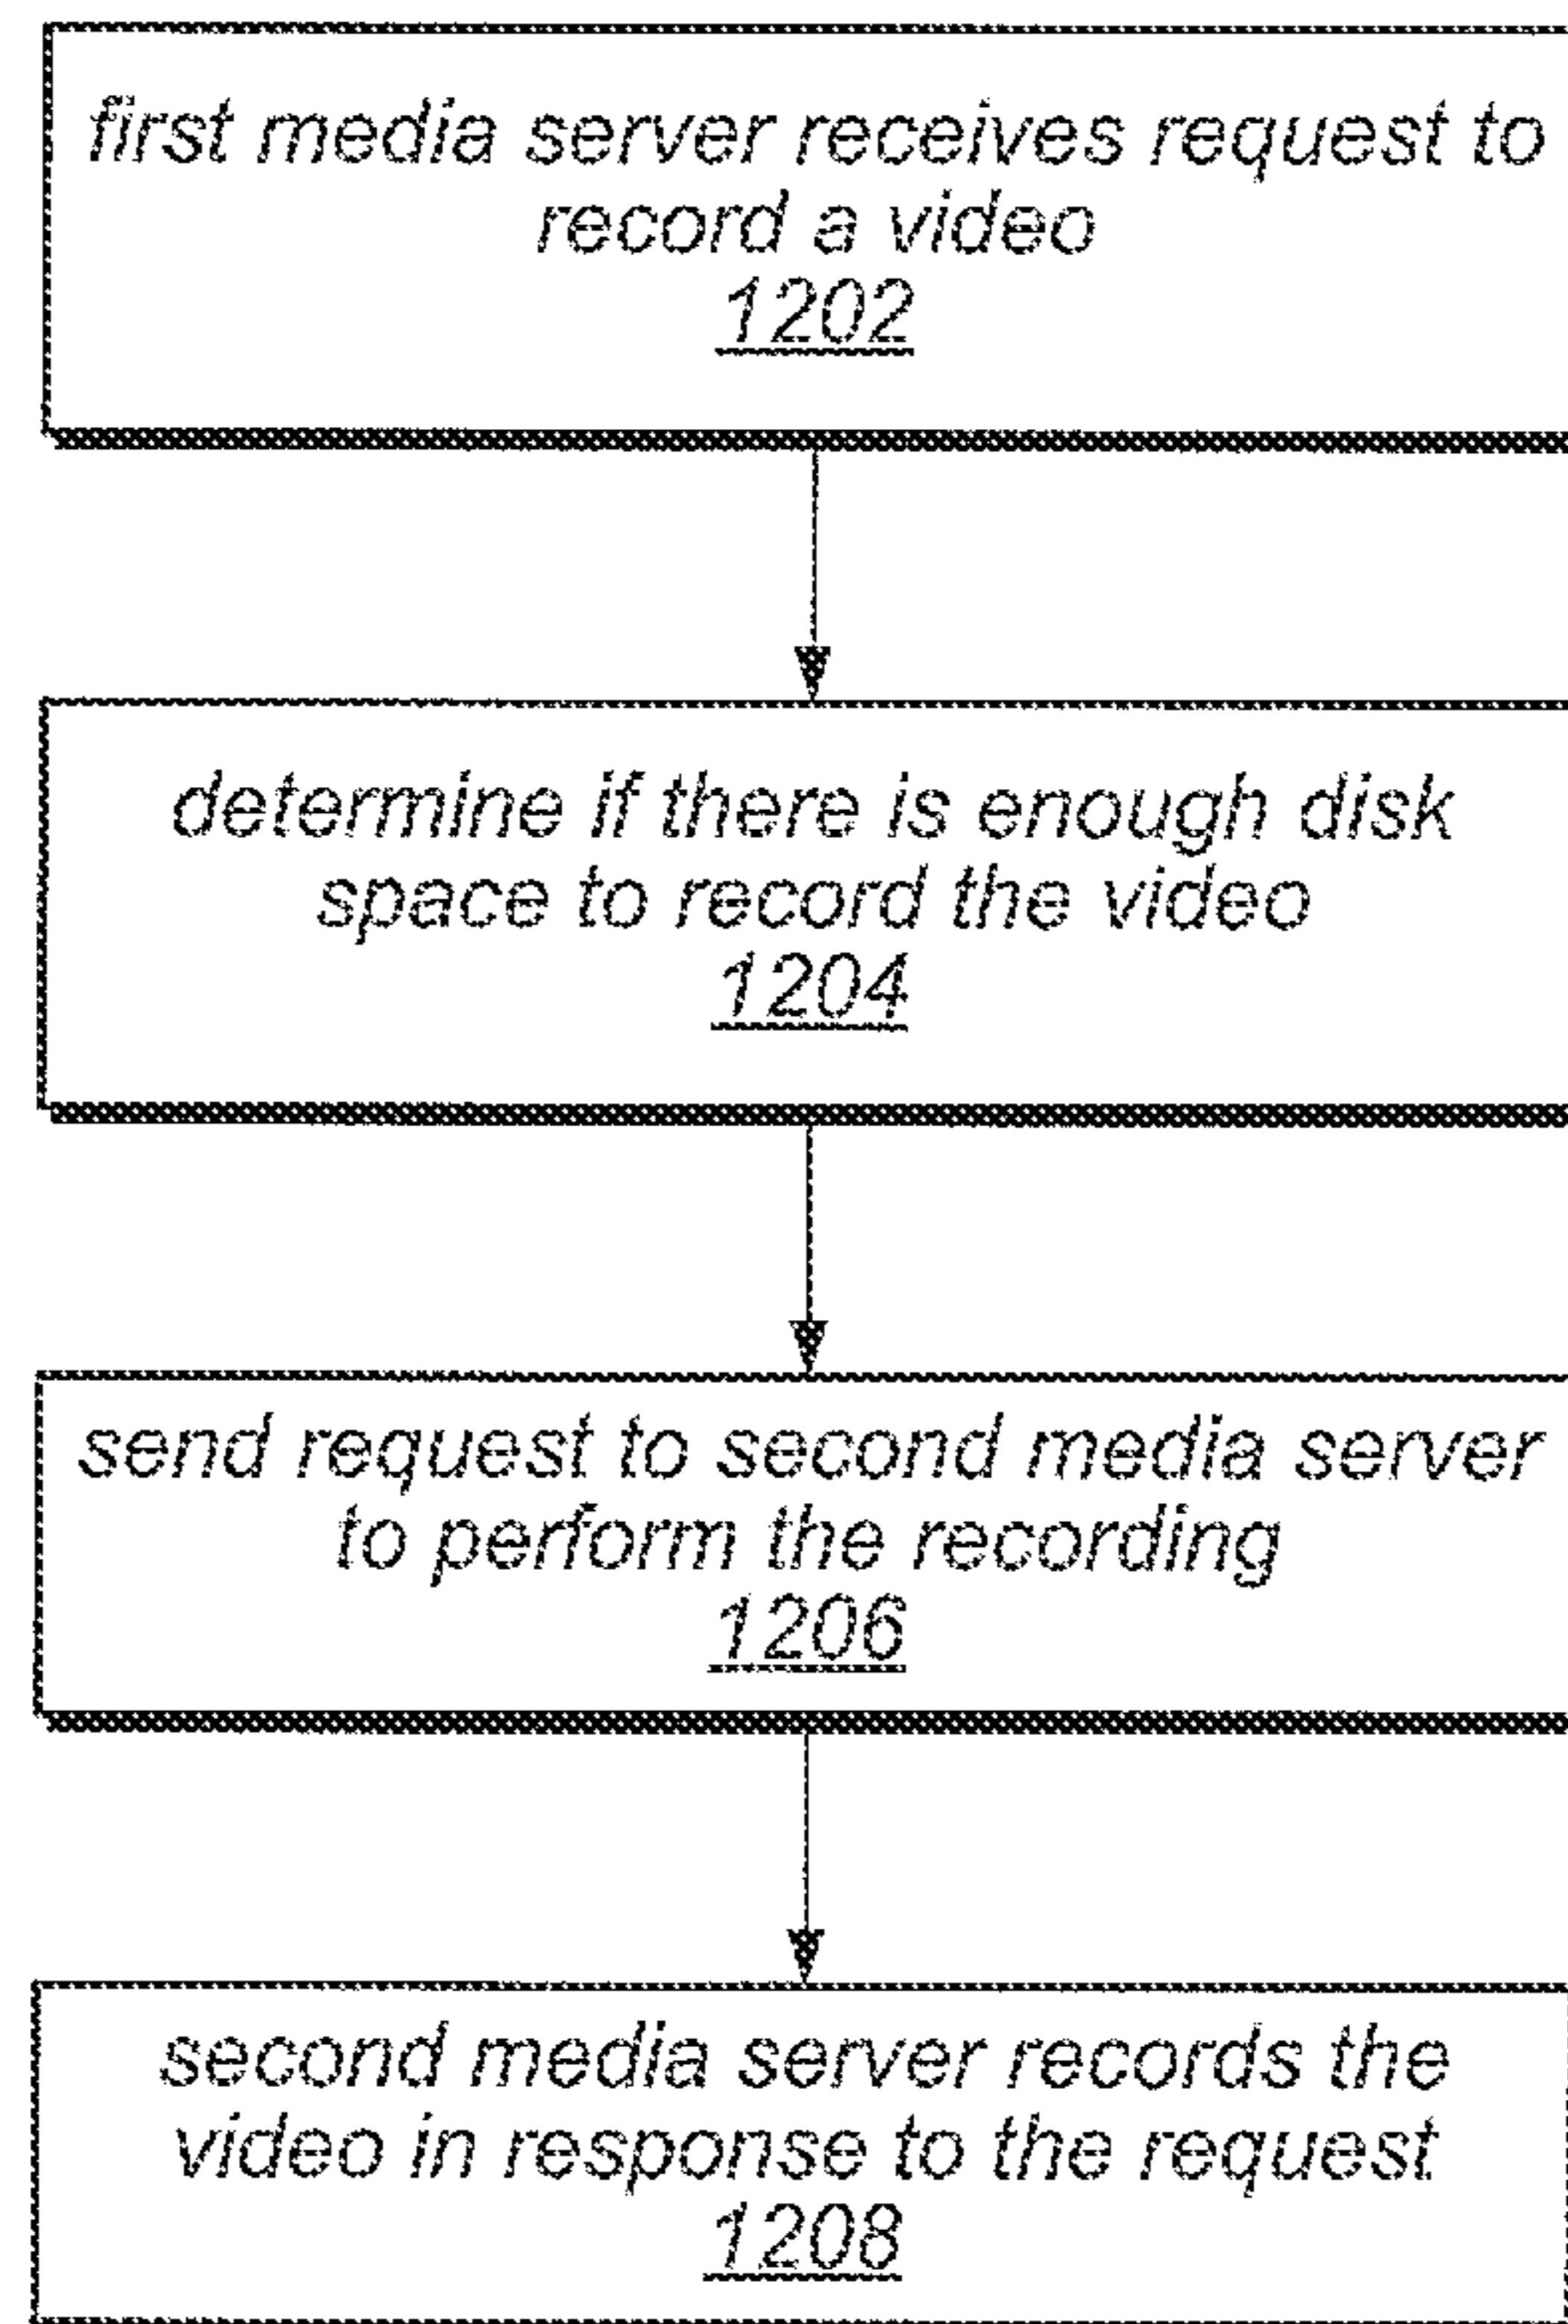 first media server receives request to
record a video
1202
determine if there is enough disk
space to record the video
1204
send request to second media server
to perform the recording
1206
second media server records the
video in response to the request
1208